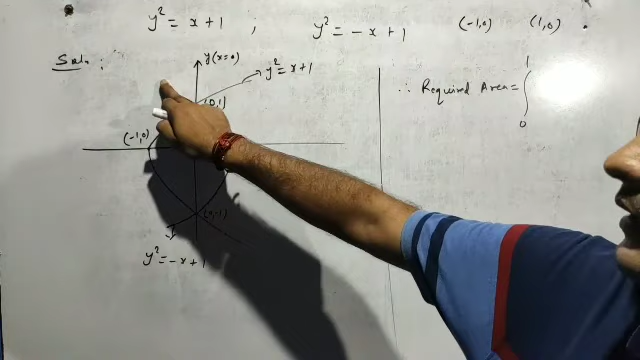 y² = x + 1 ; y² = -x + 1 (-1,0) (1,0)
Soln :
y (x=0)
y² = x+1
(0,1)
(-1,0)
(0,-1)
y² = -x + 1
∴ Required Area = ∫
1
0